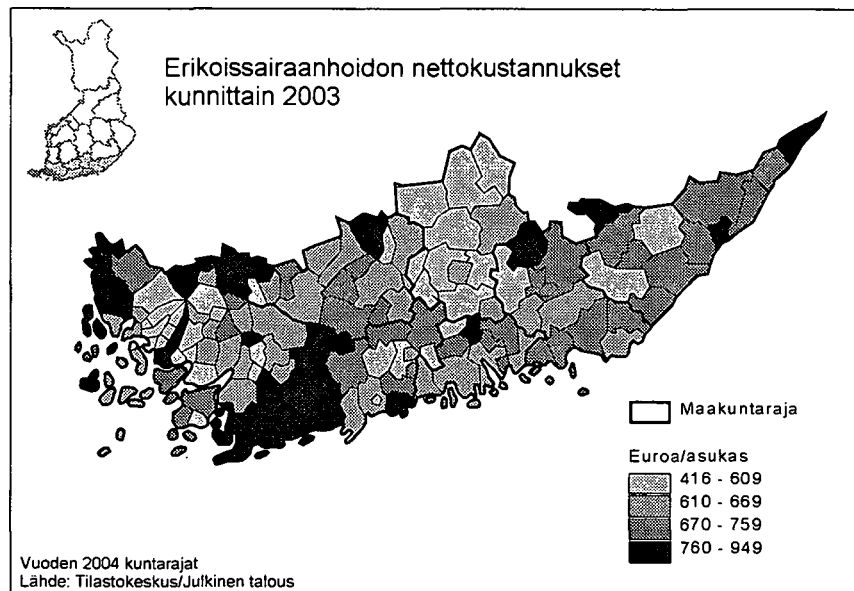 Erikoissairaanhoidon nettokustannukset
kunnittain 2003
Maakuntaraja
Euroa/asukas
416 - 609
610 - 669
670 - 759
760 - 949
Vuoden 2004 kuntarajat
Lähde: Tilastokeskus/Julkinen talous